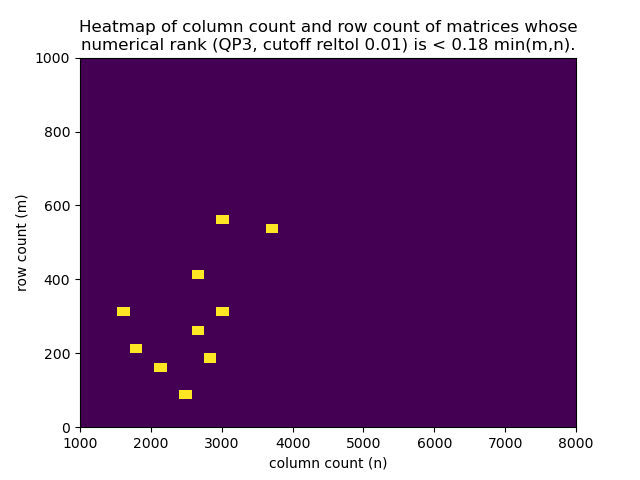 Heatmap of column count and row count of matrices whose
numerical rank (QP3, cutoff reltol 0.01) is < 0.18 min(m,n).
1000
800
600
400
200
0
row count (m)
1000 2000 3000 4000 5000 6000 7000 8000
column count (n)